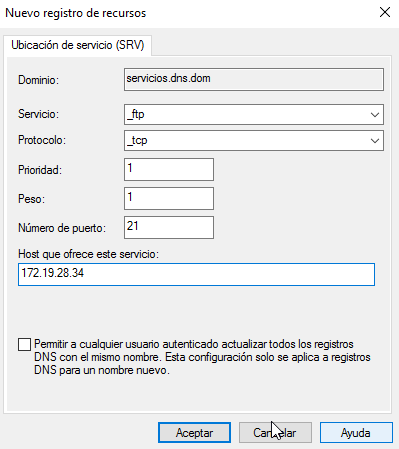 Nuevo registro de recursos
Ubicación de servicio (SRV)
Dominio: servicios.dns.dom
Servicio: _ftp
Protocolo: _tcp
Prioridad: 1
Peso: 1
Número de puerto: 21
Host que ofrece este servicio:
172.19.28.34
Permitir a cualquier usuario autenticado actualizar todos los registros
DNS con el mismo nombre. Esta configuración solo se aplica a registros
DNS para un nombre nuevo.
Aceptar Cancelar Ayuda